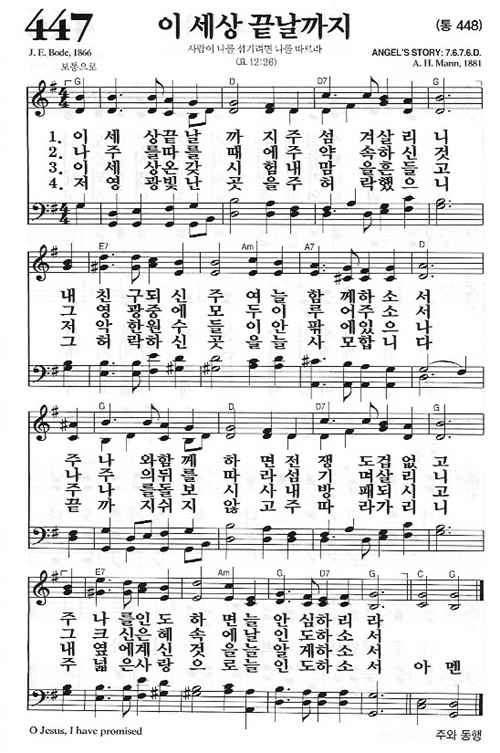 447
이 세상 끝날까지
(통 448)
사람이 나를 섬기려면 나를 따르라
(요 12:26)
J. E. Bode, 1866
보통으로
ANGEL'S STORY: 7.6.7.6.D.
A. H. Mann, 1881
G D D7 G
1. 이 세 상 끝 날 까 지 주 섬 겨 살 리 니
2. 나 주 를 따 를 때 에 주 약 속 하 신 것
3. 이 세 상 온 갖 시 험 내 맘 을 흔 들 고
4. 저 영 광 빛 난 곳 을 주 허 락 했 으 니
E7 Am A7 D
내 친 구 되 신 주 여 늘 함 께 하 소 서
그 영 광 중 에 모 두 이 루 어 주 소 서
저 악 한 원 수 들 이 안 팎 에 있 으 나
그 허 락 하 신 곳 을 늘 사 모 합 니 다
G D D7 G
주 나 와 함 께 하 면 전 쟁 도 겁 없 고
나 주 의 뒤 를 따 라 섬 기 며 살 리 니
주 나 를 돌 보 시 사 내 방 패 되 시 고
끝 까 지 쉬 지 않 고 주 따 라 가 리 니
E7 Am G D7 G G C G
주 나 를 인 도 하 면 늘 안 심 하 리 라
그 크 신 은 혜 속 에 늘 인 도 하 소 서
내 옆 에 계 신 것 을 늘 알 게 하 소 서
주 넓 은 사 랑 으 로 늘 인 도 하 소 서 아 멘
O Jesus, I have promised
주와 동행